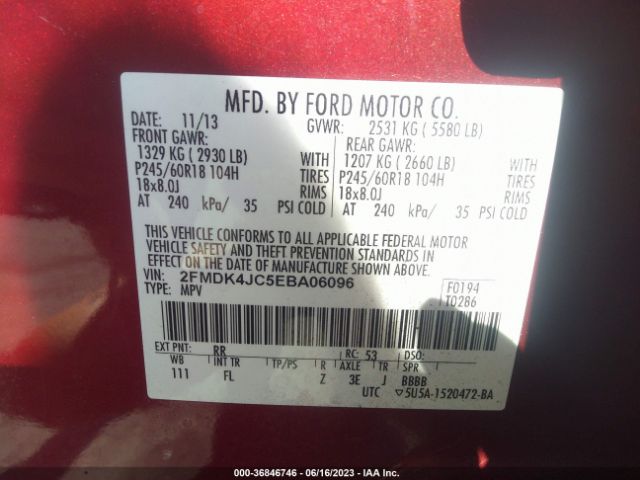 MFD. BY FORD MOTOR CO.
DATE: 11/13 GVWR: 2531 KG ( 5580 LB)
FRONT GAWR: REAR GAWR:
1329 KG ( 2930 LB) WITH 1207 KG ( 2660 LB) WITH
P245/60R18 104H TIRES P245/60R18 104H TIRES
18x8.0J RIMS 18x8.0J RIMS
AT 240 kPa/ 35 PSI COLD AT 240 kPa/ 35 PSI COLD
THIS VEHICLE CONFORMS TO ALL APPLICABLE FEDERAL MOTOR
VEHICLE SAFETY AND THEFT PREVENTION STANDARDS IN
EFFECT ON THE DATE OF MANUFACTURE SHOWN ABOVE.
VIN: 2FMDK4JC5EBA06096 F0194
TYPE: MPV T0286
EXT PNT: RR RC: 53 DSO:
WB INT TR TP/PS R AXLE TR SPR
111 FL Z 3E J BBBB
UTC ▽5U5A-1520472-BA
000-36846746 - 06/16/2023 - IAA Inc.